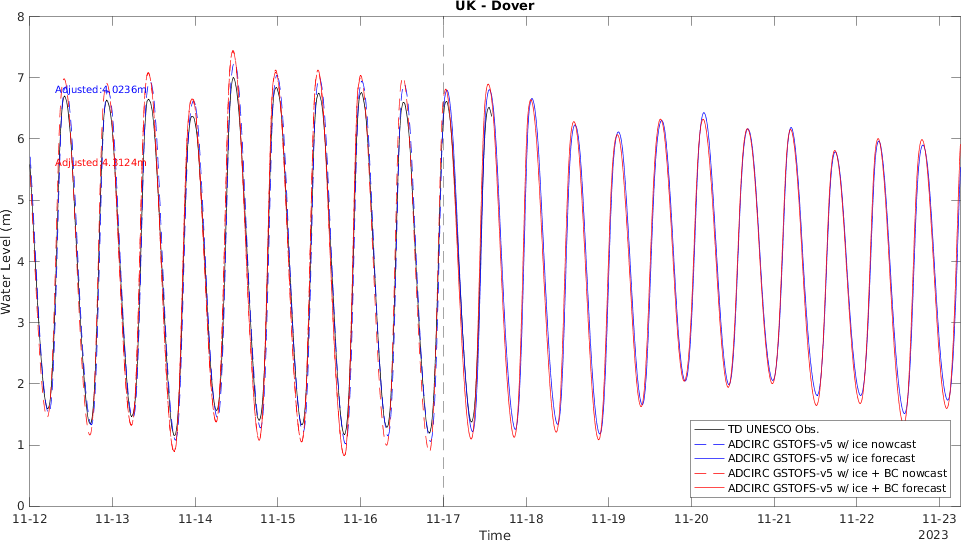 UK - Dover
8
7
6
5
4
3
2
1
0
Water Level (m)
Adjusted:4.0236m
Adjusted:4.3124m
TD UNESCO Obs.
ADCIRC GSTOFS-v5 w/ ice nowcast
ADCIRC GSTOFS-v5 w/ ice forecast
ADCIRC GSTOFS-v5 w/ ice + BC nowcast
ADCIRC GSTOFS-v5 w/ ice + BC forecast
11-12 11-13 11-14 11-15 11-16 11-17 11-18 11-19 11-20 11-21 11-22 11-23
Time 2023